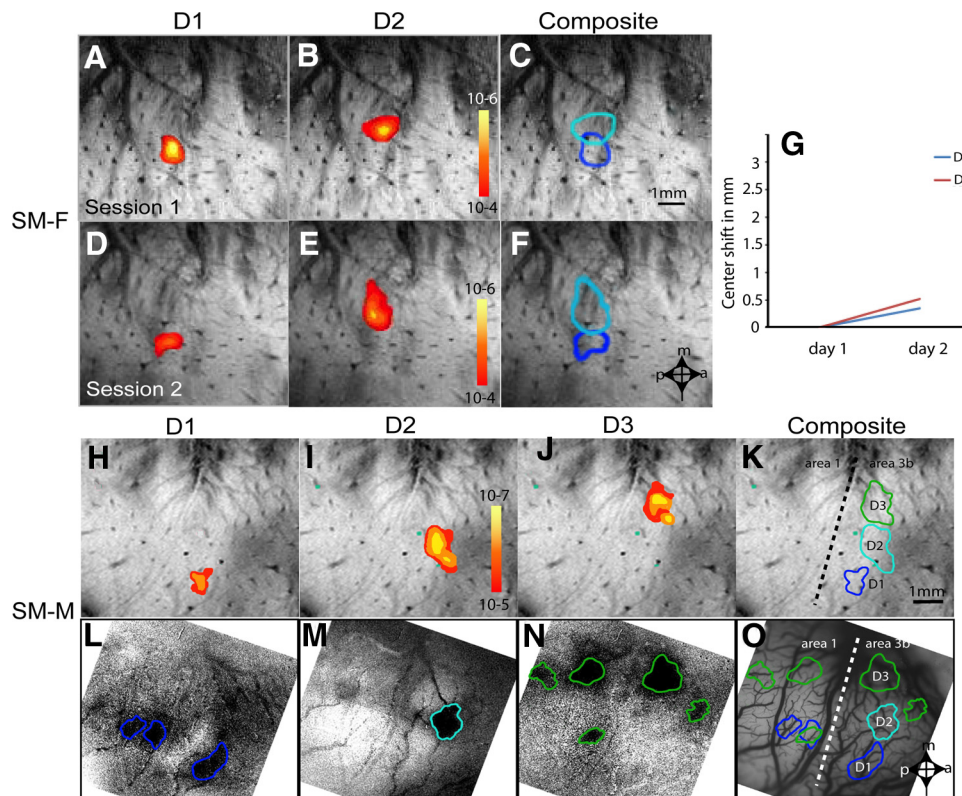 D1 D2 Composite
A B C
10-6
10-4
1mm
Session 1
SM-F
D E F
10-6
10-4
Session 2
m
p a
G
Center shift in mm
3
2.5
2
1.5
1
0.5
0
day 1 day 2
D
D
D1 D2 D3 Composite
H I J K
area 1 area 3b
10-7
10-5
D3
D2
D1
1mm
SM-M
L M N O
area 1 area 3b
D3
D2
D1
m
p a